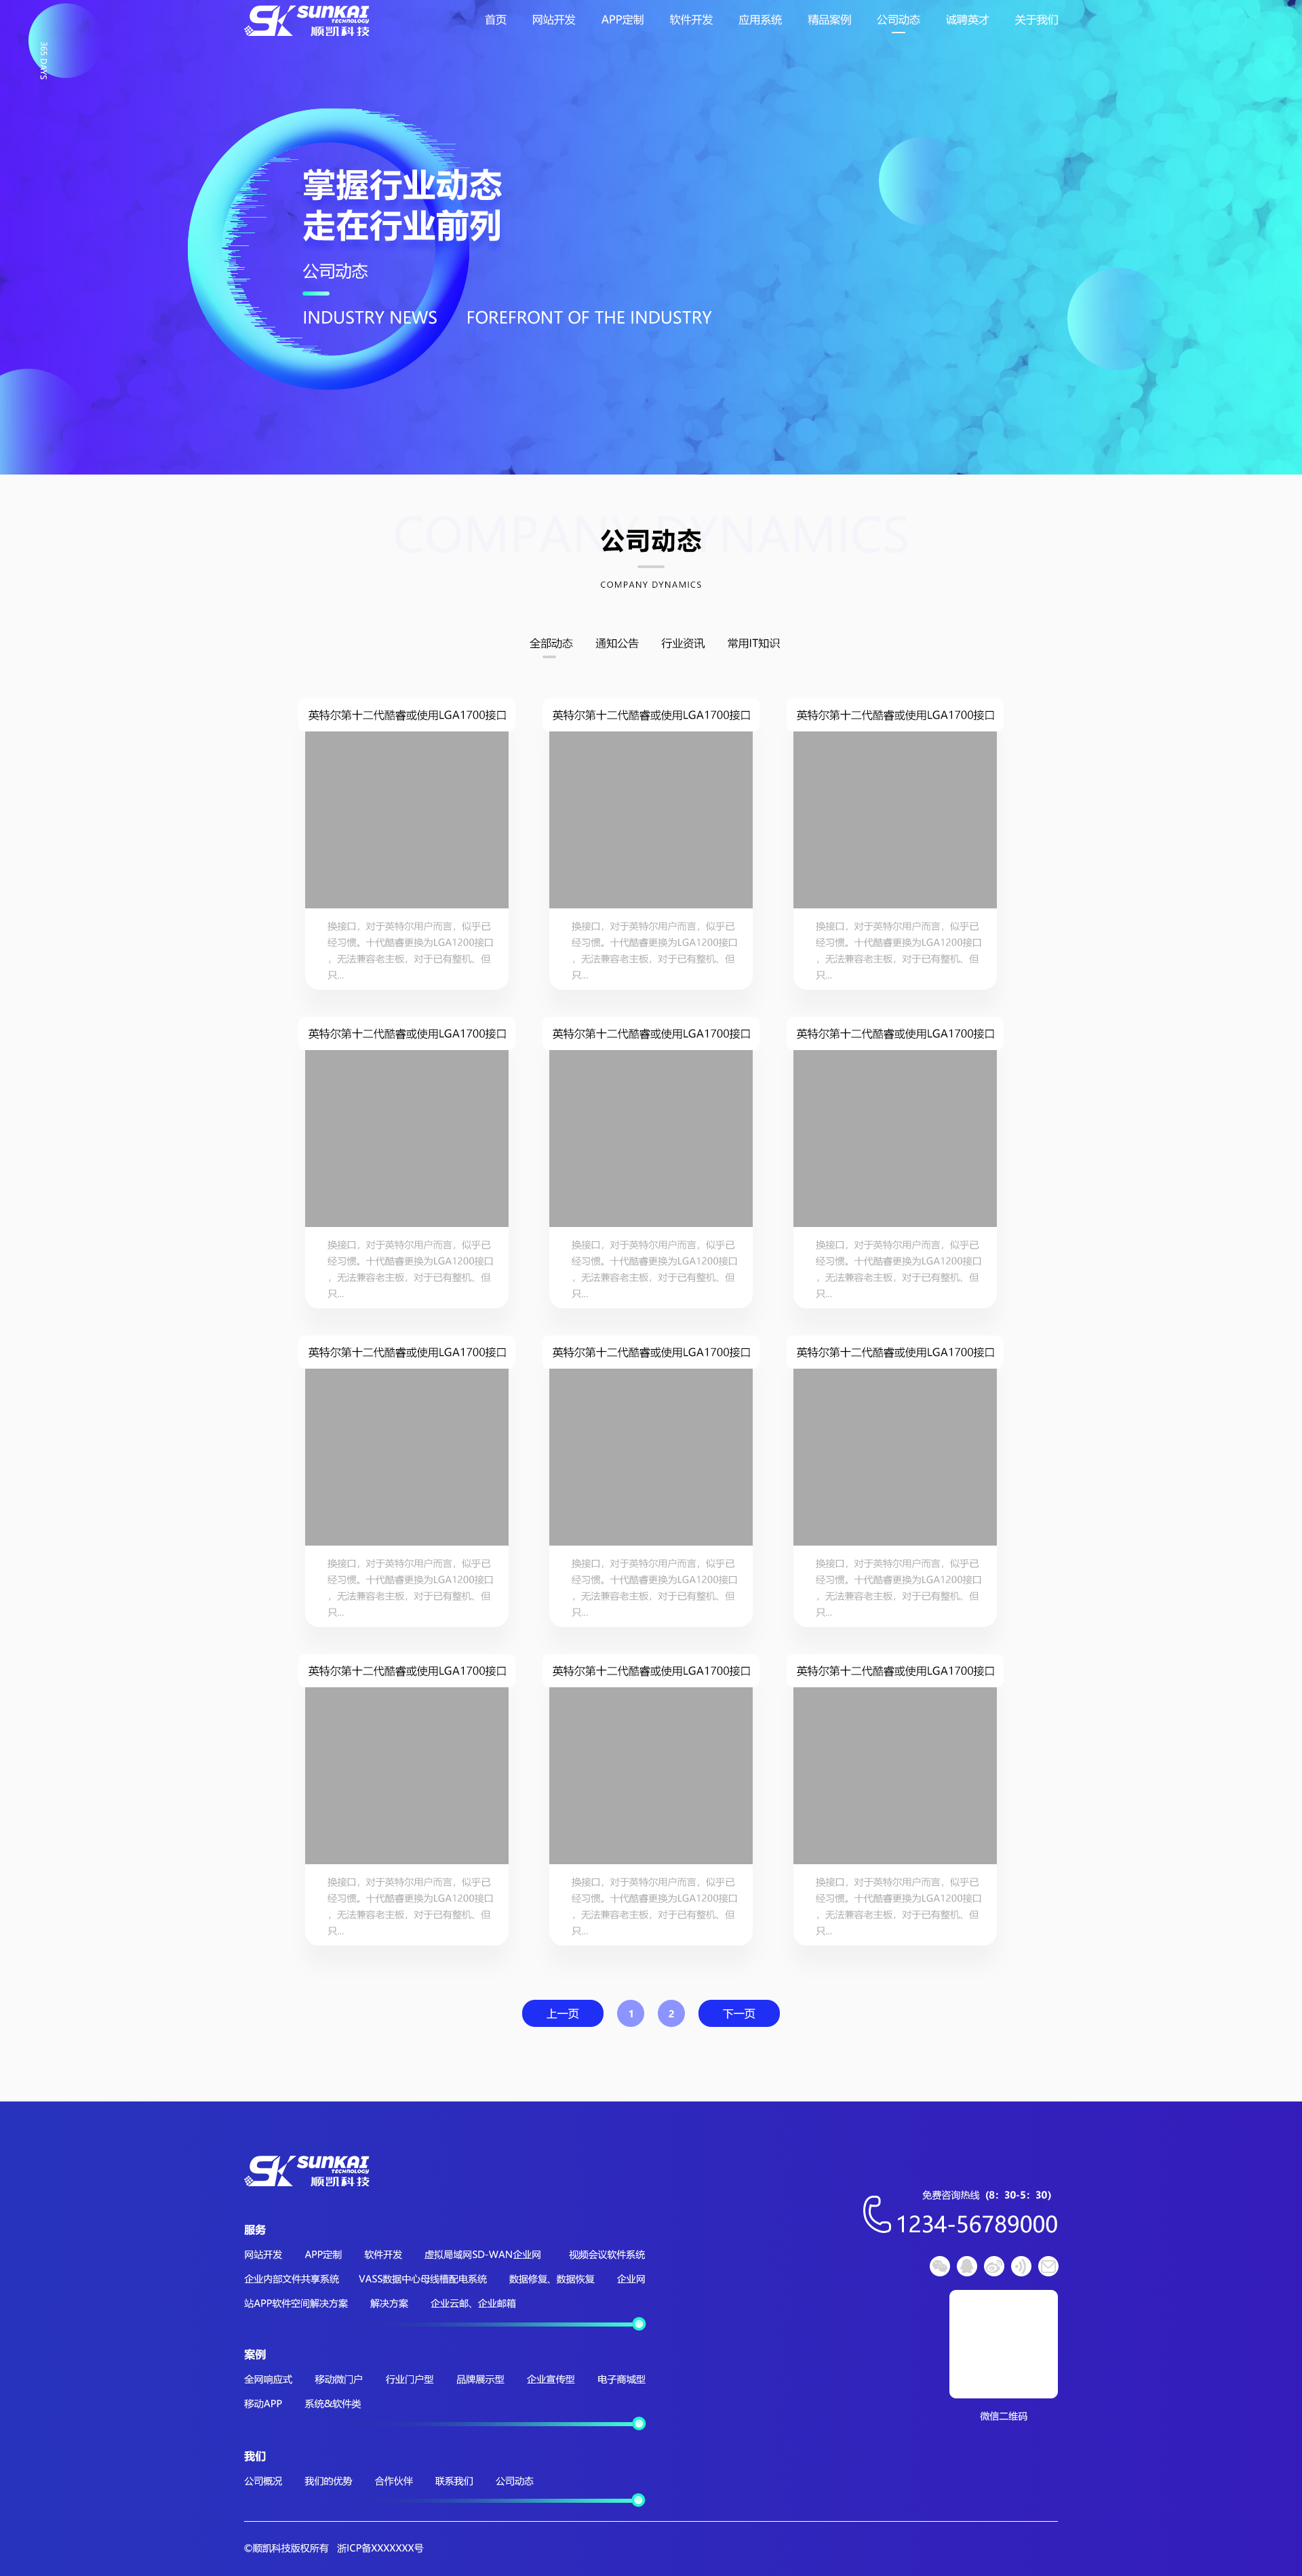 SUNKAI
TECHNOLOGY
顺凯科技
首页 网站开发 APP定制 软件开发 应用系统 精品案例 公司动态 诚聘英才 关于我们
365 DAYS
掌握行业动态
走在行业前列
公司动态
INDUSTRY NEWS FOREFRONT OF THE INDUSTRY
COMPANY DYNAMICS
公司动态
COMPANY DYNAMICS
全部动态 通知公告 行业资讯 常用IT知识
英特尔第十二代酷睿或使用LGA1700接口
换接口，对于英特尔用户而言，似乎已
经习惯。十代酷睿更换为LGA1200接口
，无法兼容老主板，对于已有整机、但
只...
英特尔第十二代酷睿或使用LGA1700接口
换接口，对于英特尔用户而言，似乎已
经习惯。十代酷睿更换为LGA1200接口
，无法兼容老主板，对于已有整机、但
只...
英特尔第十二代酷睿或使用LGA1700接口
换接口，对于英特尔用户而言，似乎已
经习惯。十代酷睿更换为LGA1200接口
，无法兼容老主板，对于已有整机、但
只...
英特尔第十二代酷睿或使用LGA1700接口
换接口，对于英特尔用户而言，似乎已
经习惯。十代酷睿更换为LGA1200接口
，无法兼容老主板，对于已有整机、但
只...
英特尔第十二代酷睿或使用LGA1700接口
换接口，对于英特尔用户而言，似乎已
经习惯。十代酷睿更换为LGA1200接口
，无法兼容老主板，对于已有整机、但
只...
英特尔第十二代酷睿或使用LGA1700接口
换接口，对于英特尔用户而言，似乎已
经习惯。十代酷睿更换为LGA1200接口
，无法兼容老主板，对于已有整机、但
只...
英特尔第十二代酷睿或使用LGA1700接口
换接口，对于英特尔用户而言，似乎已
经习惯。十代酷睿更换为LGA1200接口
，无法兼容老主板，对于已有整机、但
只...
英特尔第十二代酷睿或使用LGA1700接口
换接口，对于英特尔用户而言，似乎已
经习惯。十代酷睿更换为LGA1200接口
，无法兼容老主板，对于已有整机、但
只...
英特尔第十二代酷睿或使用LGA1700接口
换接口，对于英特尔用户而言，似乎已
经习惯。十代酷睿更换为LGA1200接口
，无法兼容老主板，对于已有整机、但
只...
英特尔第十二代酷睿或使用LGA1700接口
换接口，对于英特尔用户而言，似乎已
经习惯。十代酷睿更换为LGA1200接口
，无法兼容老主板，对于已有整机、但
只...
英特尔第十二代酷睿或使用LGA1700接口
换接口，对于英特尔用户而言，似乎已
经习惯。十代酷睿更换为LGA1200接口
，无法兼容老主板，对于已有整机、但
只...
英特尔第十二代酷睿或使用LGA1700接口
换接口，对于英特尔用户而言，似乎已
经习惯。十代酷睿更换为LGA1200接口
，无法兼容老主板，对于已有整机、但
只...
上一页 1 2 下一页
SUNKAI
TECHNOLOGY
顺凯科技
服务
网站开发 APP定制 软件开发 虚拟局域网SD-WAN企业网 视频会议软件系统
企业内部文件共享系统 VASS数据中心母线槽配电系统 数据修复、数据恢复 企业网
站APP软件空间解决方案 解决方案 企业云邮、企业邮箱
案例
全网响应式 移动微门户 行业门户型 品牌展示型 企业宣传型 电子商城型
移动APP 系统&软件类
我们
公司概况 我们的优势 合作伙伴 联系我们 公司动态
免费咨询热线（8：30-5：30）
1234-56789000
微信二维码
©顺凯科技版权所有 浙ICP备XXXXXXX号